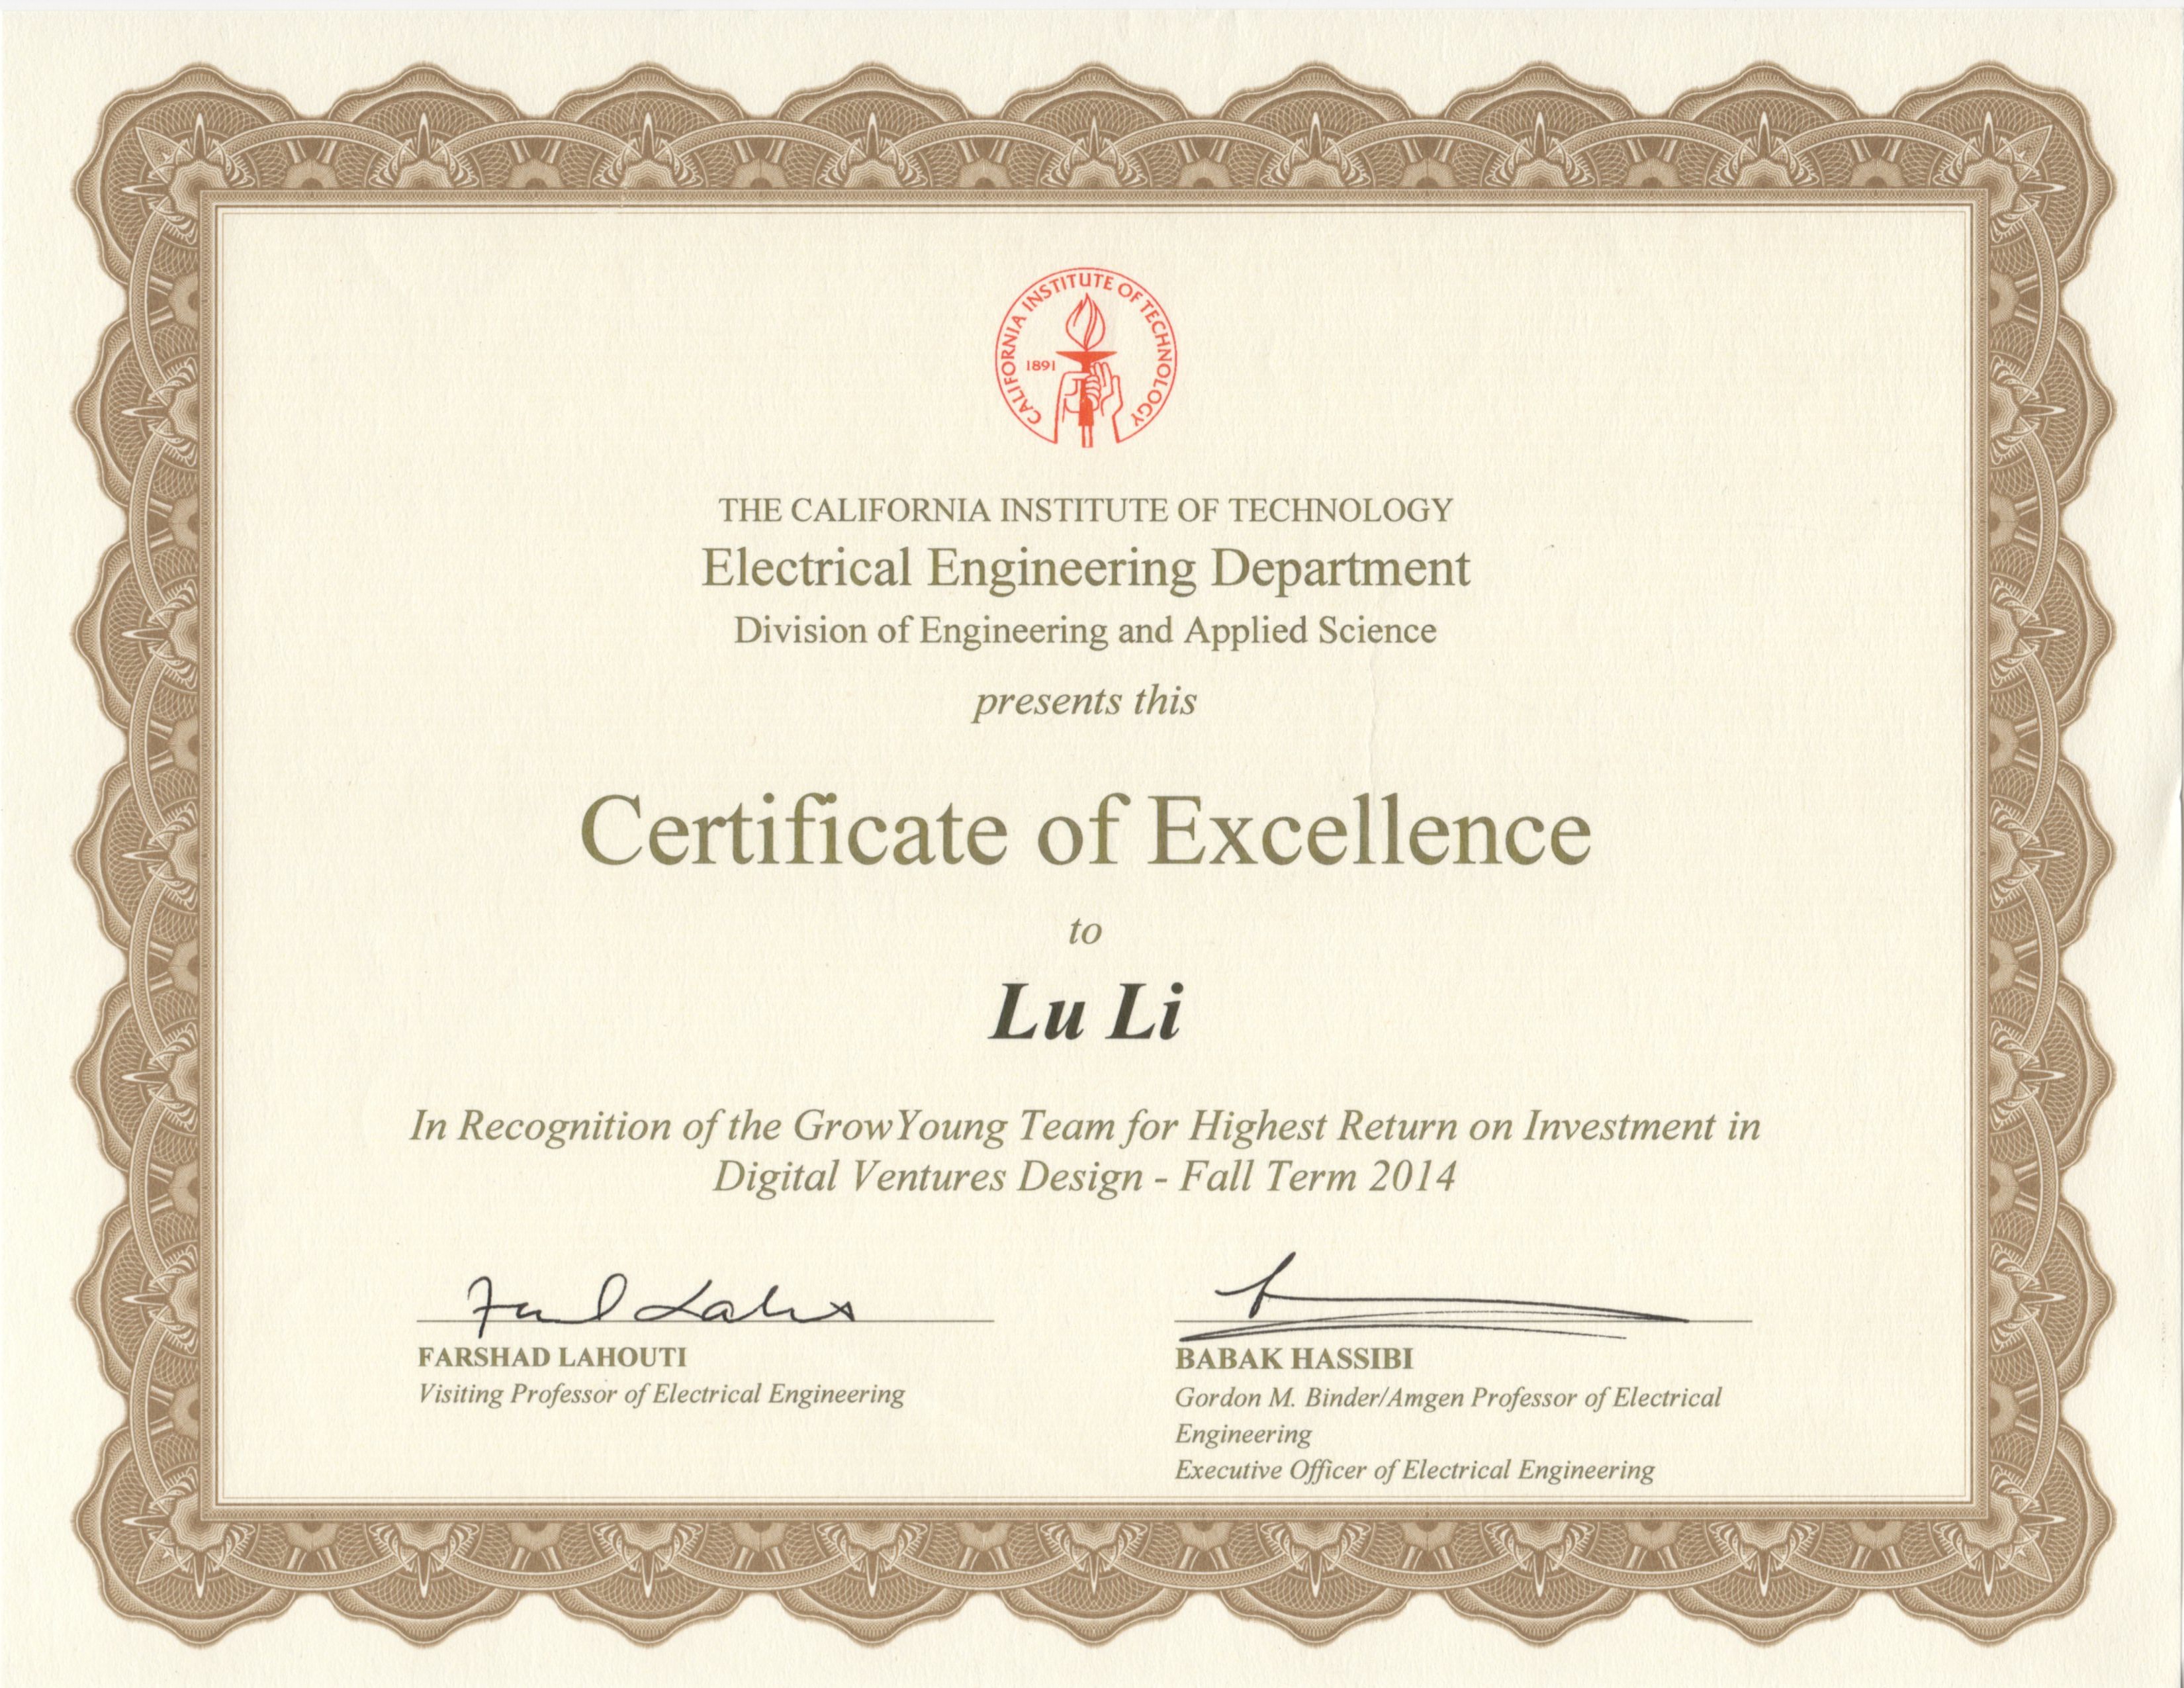 CALIFORNIA INSTITUTE OF TECHNOLOGY
1891
THE CALIFORNIA INSTITUTE OF TECHNOLOGY
Electrical Engineering Department
Division of Engineering and Applied Science
presents this
Certificate of Excellence
to
Lu Li
In Recognition of the GrowYoung Team for Highest Return on Investment in
Digital Ventures Design - Fall Term 2014
FARSHAD LAHOUTI
Visiting Professor of Electrical Engineering
BABAK HASSIBI
Gordon M. Binder/Amgen Professor of Electrical
Engineering
Executive Officer of Electrical Engineering